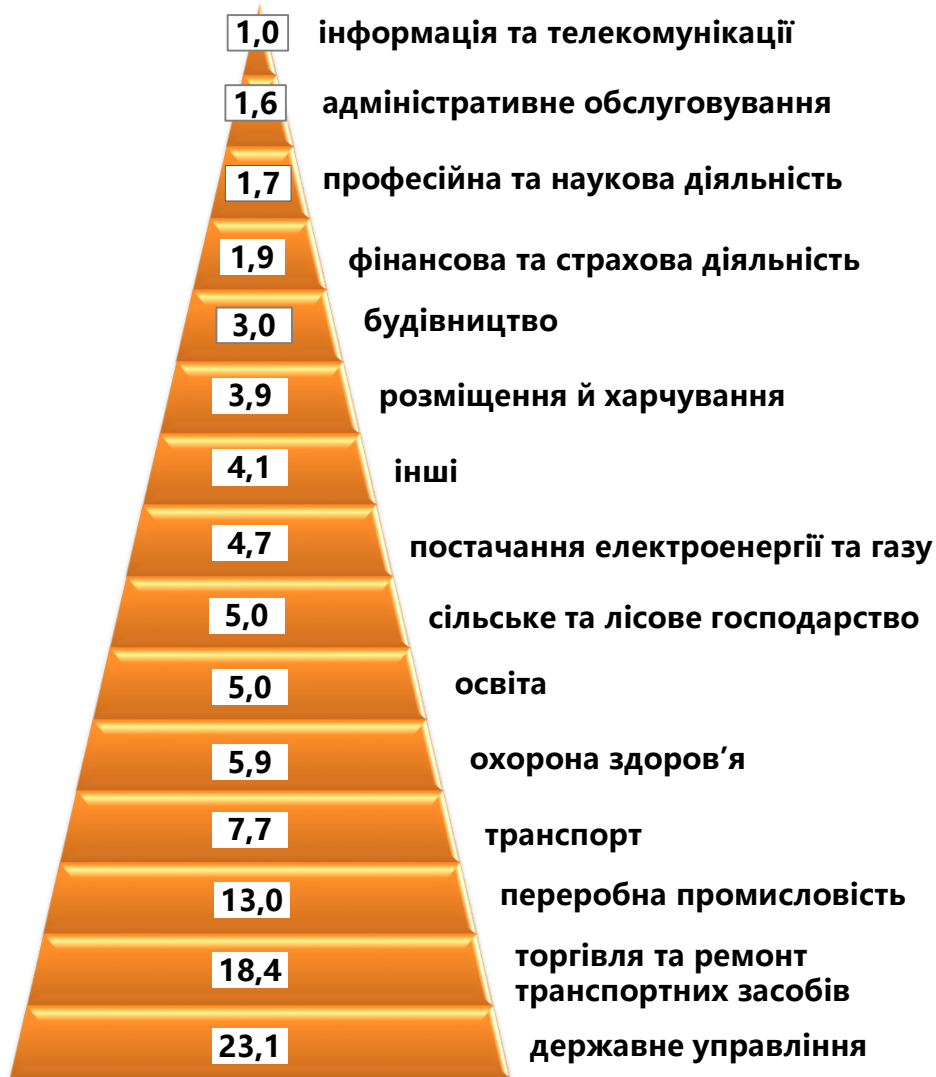 1,0 інформація та телекомунікації
1,6 адміністративне обслуговування
1,7 професійна та наукова діяльність
1,9 фінансова та страхова діяльність
3,0 будівництво
3,9 розміщення й харчування
4,1 інші
4,7 постачання електроенергії та газу
5,0 сільське та лісове господарство
5,0 освіта
5,9 охорона здоров’я
7,7 транспорт
13,0 переробна промисловість
18,4 торгівля та ремонт
транспортних засобів
23,1 державне управління